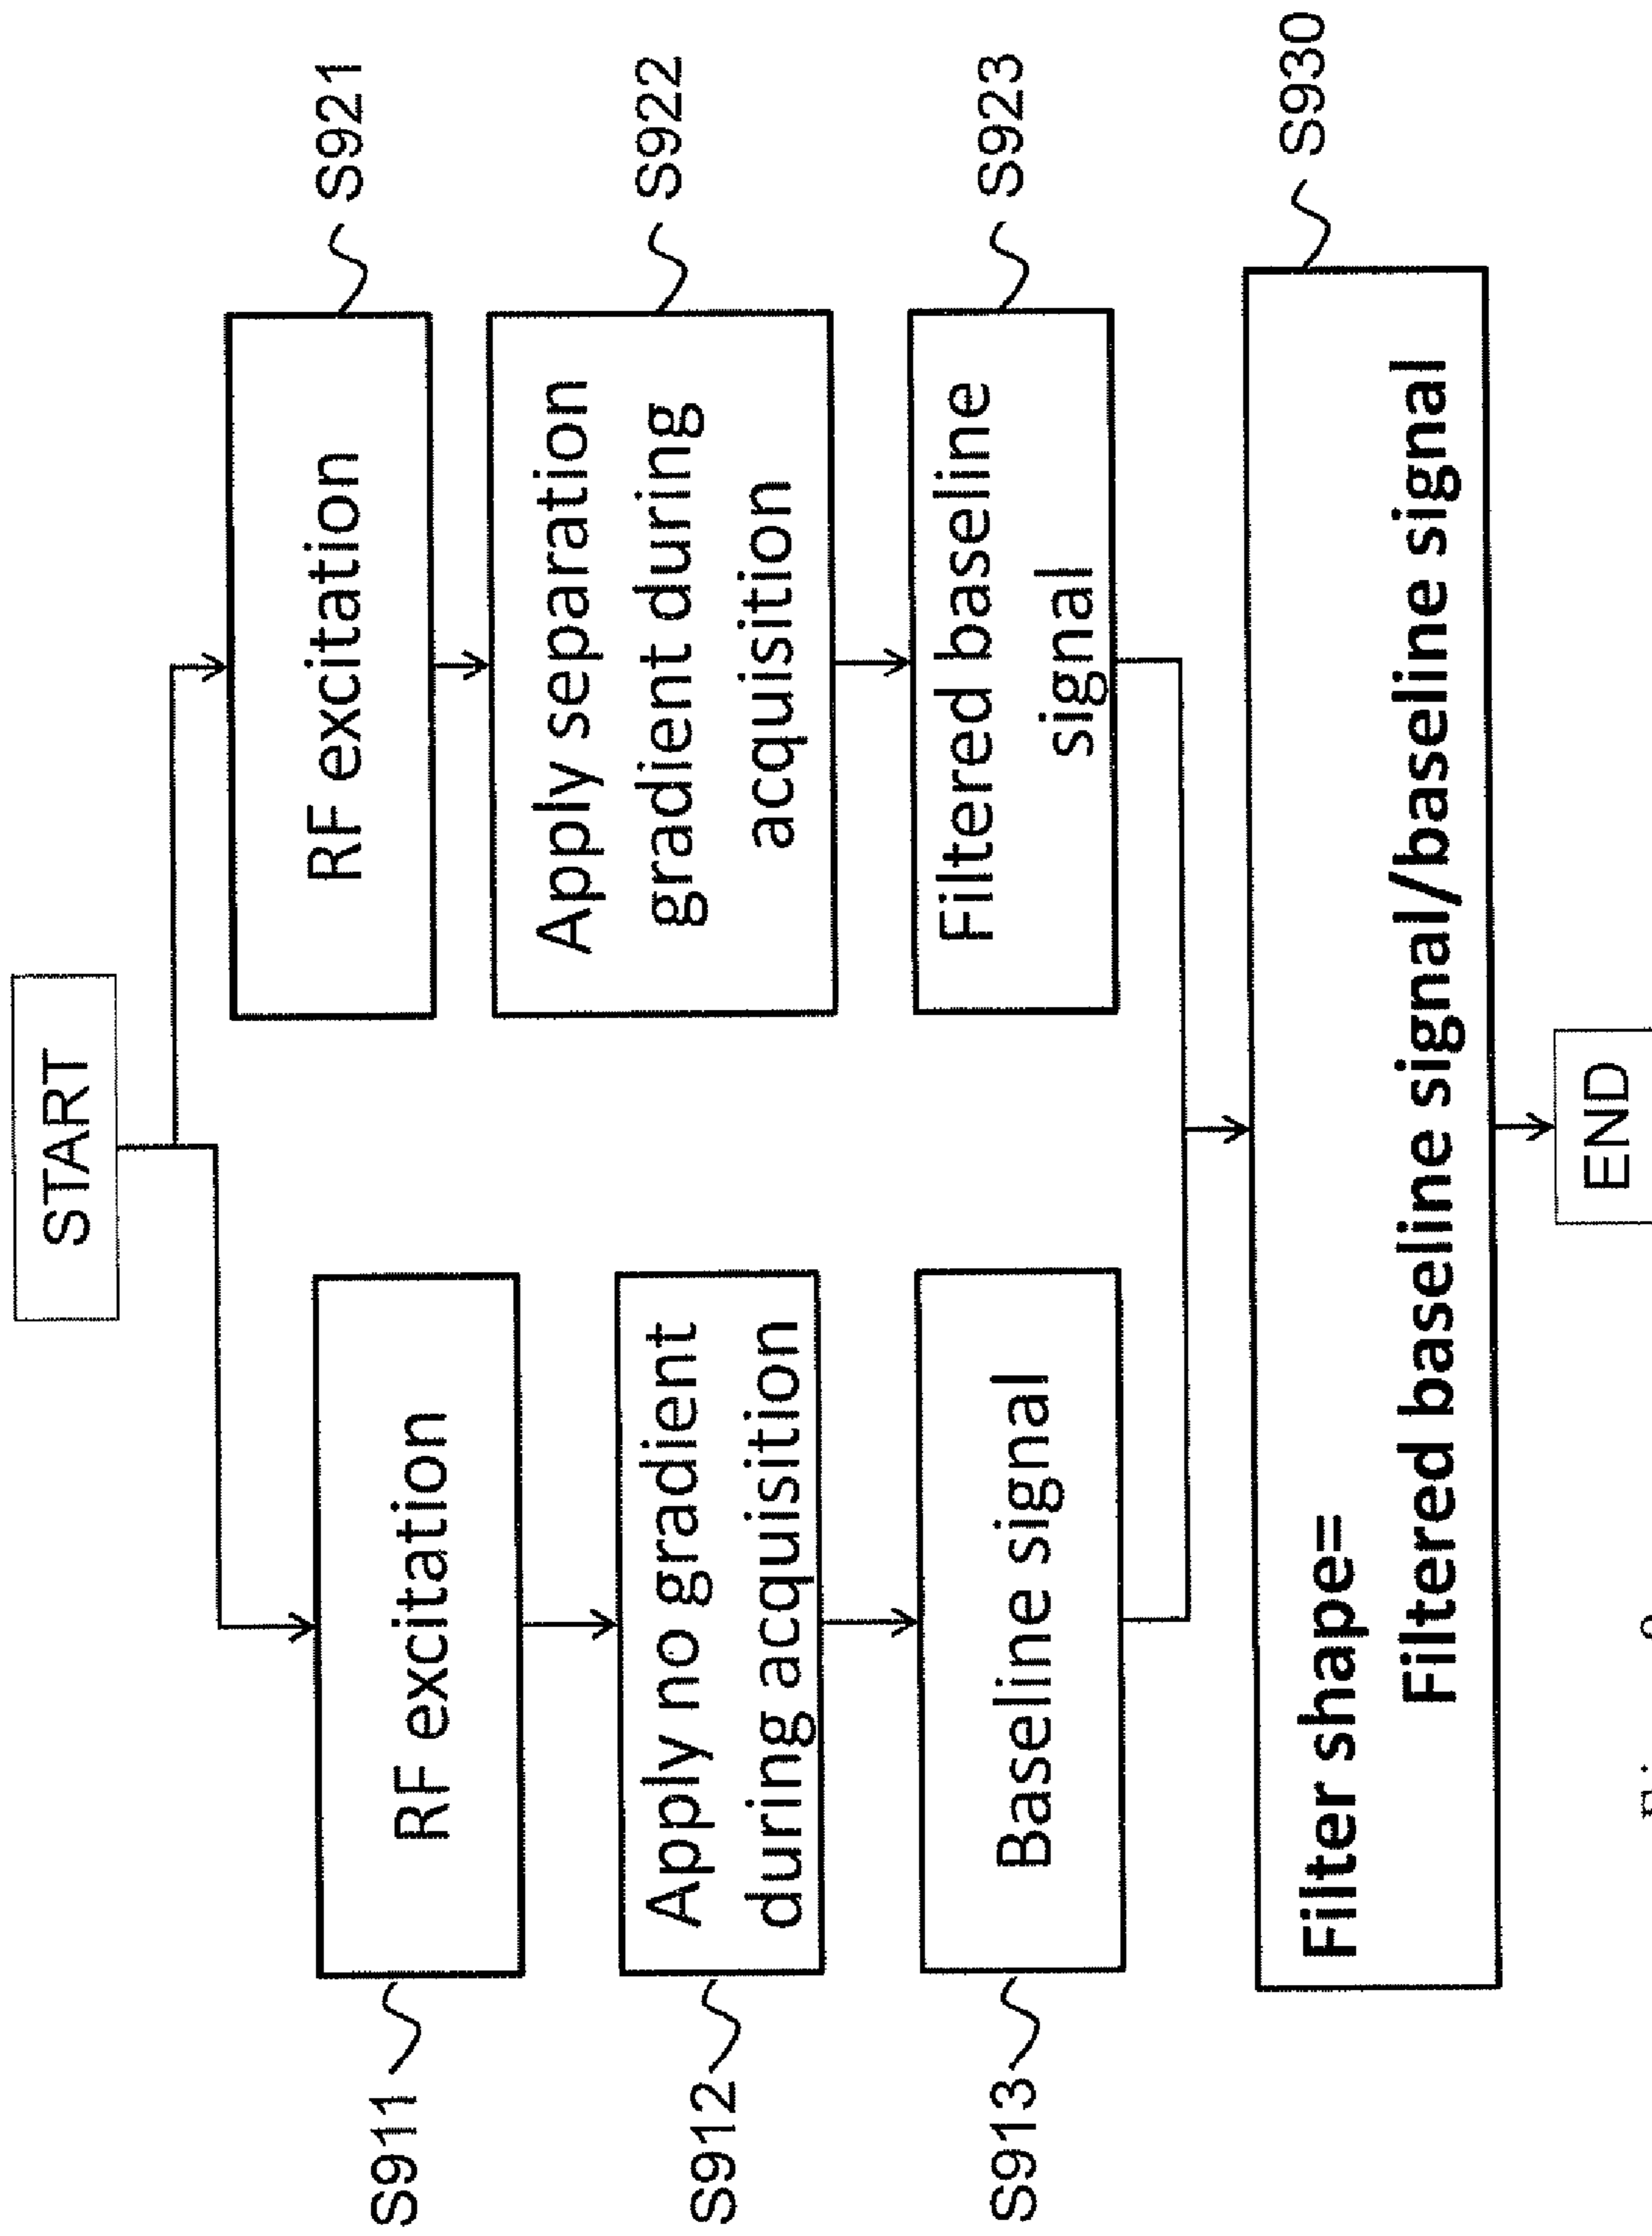 START
S911
RF excitation
S912
Apply no gradient
during acquisition
S913
Baseline signal
RF excitation
S921
Apply separation
gradient during
acquisition
S922
Filtered baseline
signal
S923
Filter shape=
Filtered baseline signal/baseline signal
S930
END